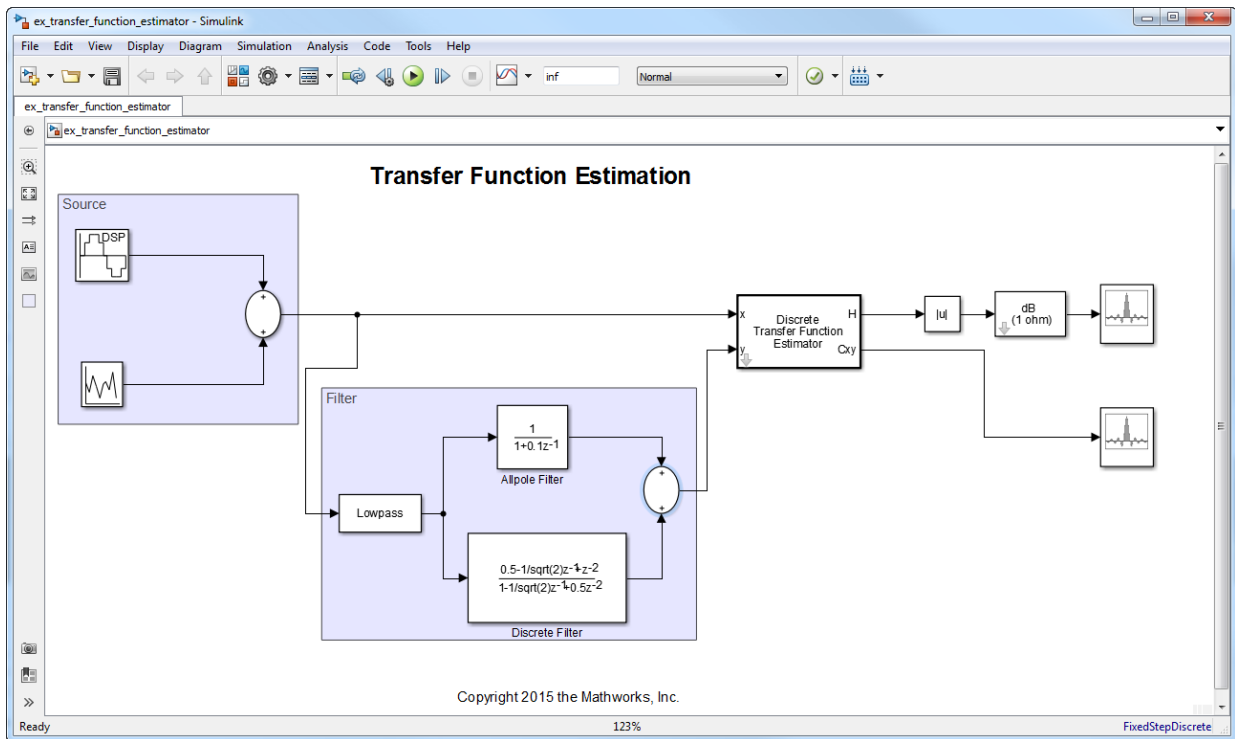 ex_transfer_function_estimator - Simulink
File Edit View Display Diagram Simulation Analysis Code Tools Help
inf Normal
ex_transfer_function_estimator
ex_transfer_function_estimator
Transfer Function Estimation
Source
DSP
+
+
x
y
H
Cxy
Discrete
Transfer Function
Estimator
|u|
dB
(1 ohm)
Filter
Lowpass
1
1+0.1z-1
Allpole Filter
+
+
0.5-1/sqrt(2)z-1+z-2
1-1/sqrt(2)z-1+0.5z-2
Discrete Filter
Copyright 2015 the Mathworks, Inc.
Ready 123% FixedStepDiscrete